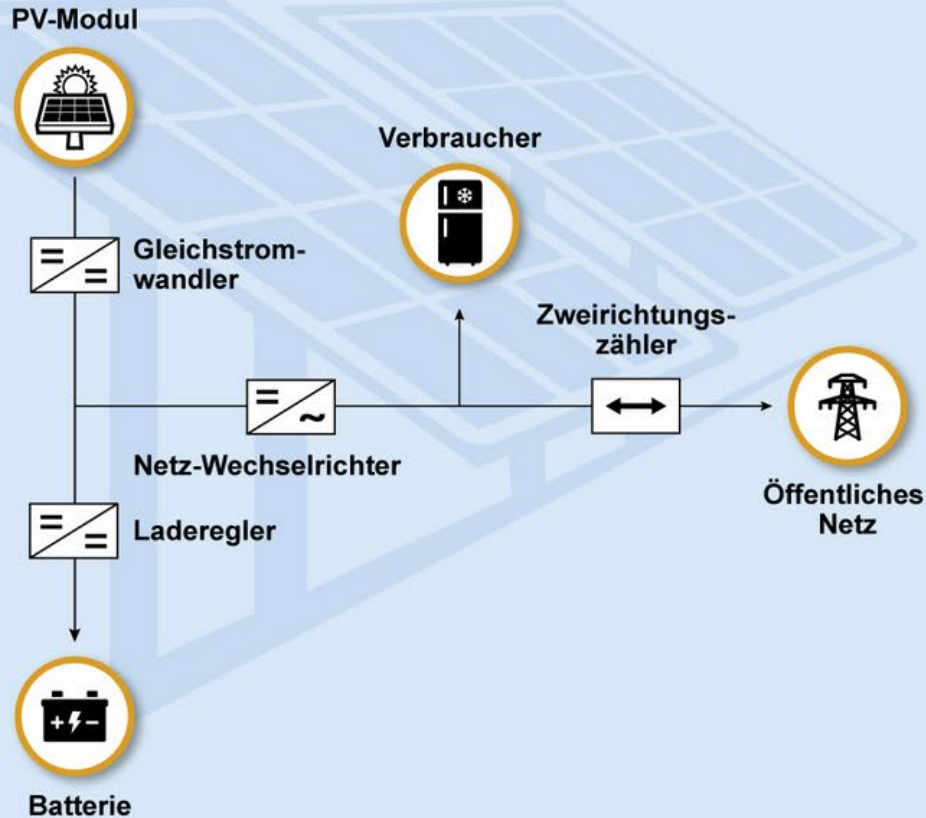 PV-Modul
Verbraucher
Gleichstrom-
wandler
Zweirichtungs-
zähler
Netz-Wechselrichter
Öffentliches
Netz
Laderegler
Batterie